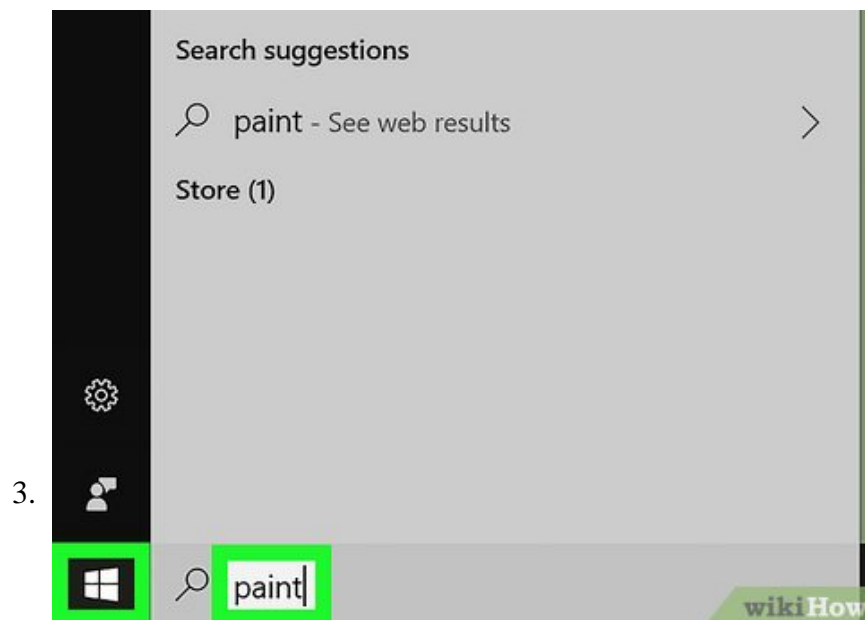 Search suggestions
paint - See web results
Store (1)
3.
paint
wikiHow